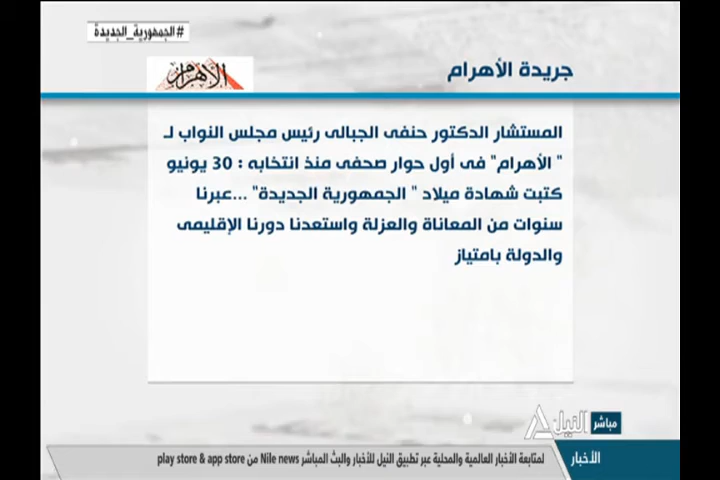 #الجمهورية_الجديدة
جريدة الأهرام
الأهرام
المستشار الدكتور حنفى الجبالى رئيس مجلس النواب لـ
" الأهرام" فى أول حوار صحفى منذ انتخابه : 30 يونيو
كتبت شهادة ميلاد " الجمهورية الجديدة" ...عبرنا
سنوات من المعاناة والعزلة واستعدنا دورنا الإقليمى
والدولة بامتياز
النيل مباشر
الأخبار
لمتابعة الأخبار العالمية والمحلية عبر تطبيق النيل للأخبار والبث المباشر Nile news من play store & app store